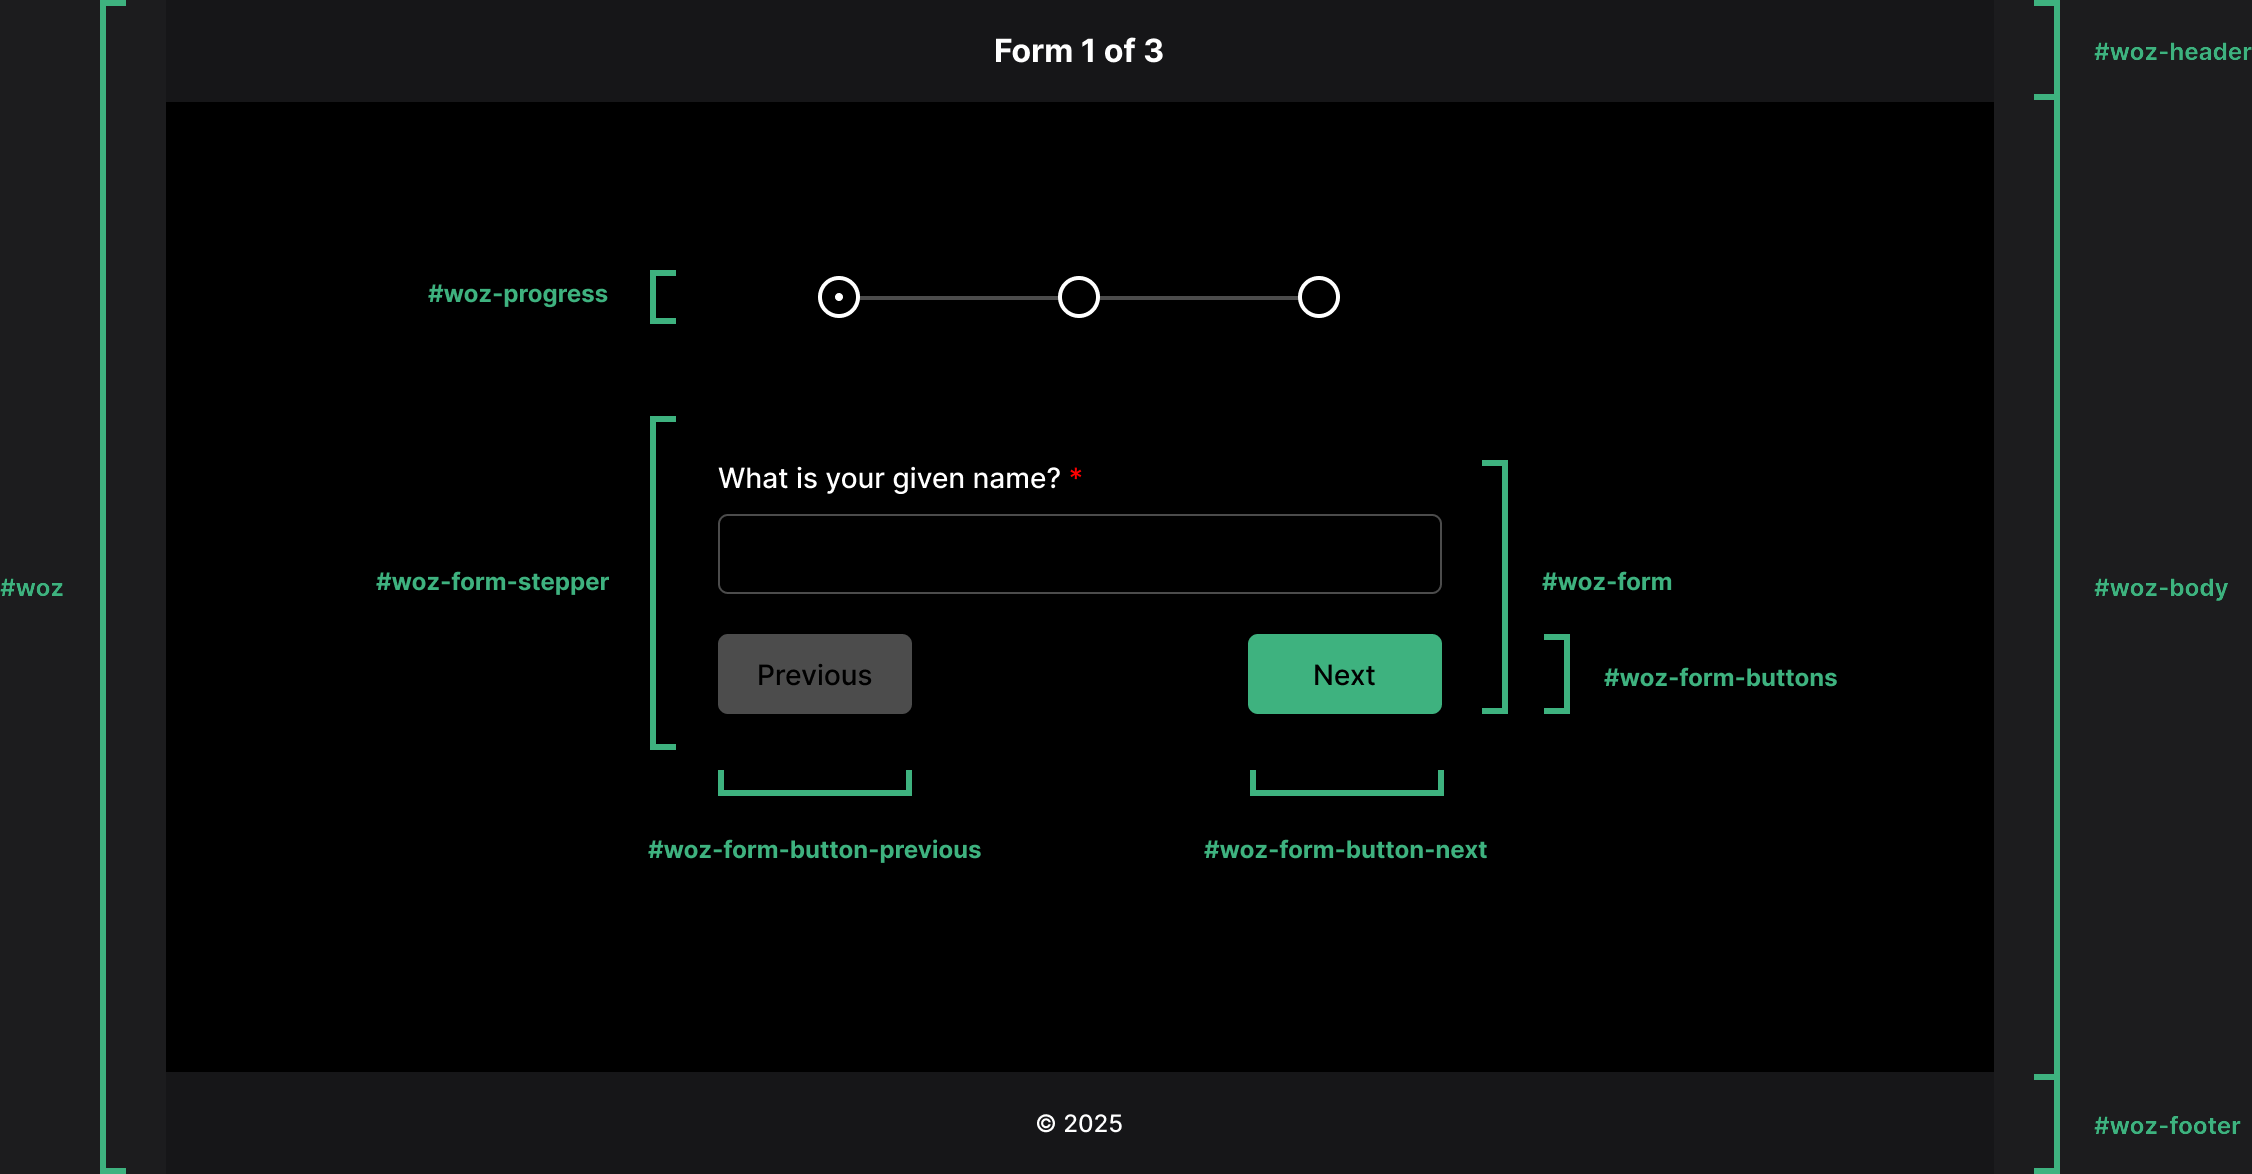 Form 1 of 3
#woz-header
#woz-progress
What is your given name? *
#woz-form-stepper
#woz-form
#woz
#woz-body
Previous
Next
#woz-form-buttons
#woz-form-button-previous
#woz-form-button-next
© 2025
#woz-footer